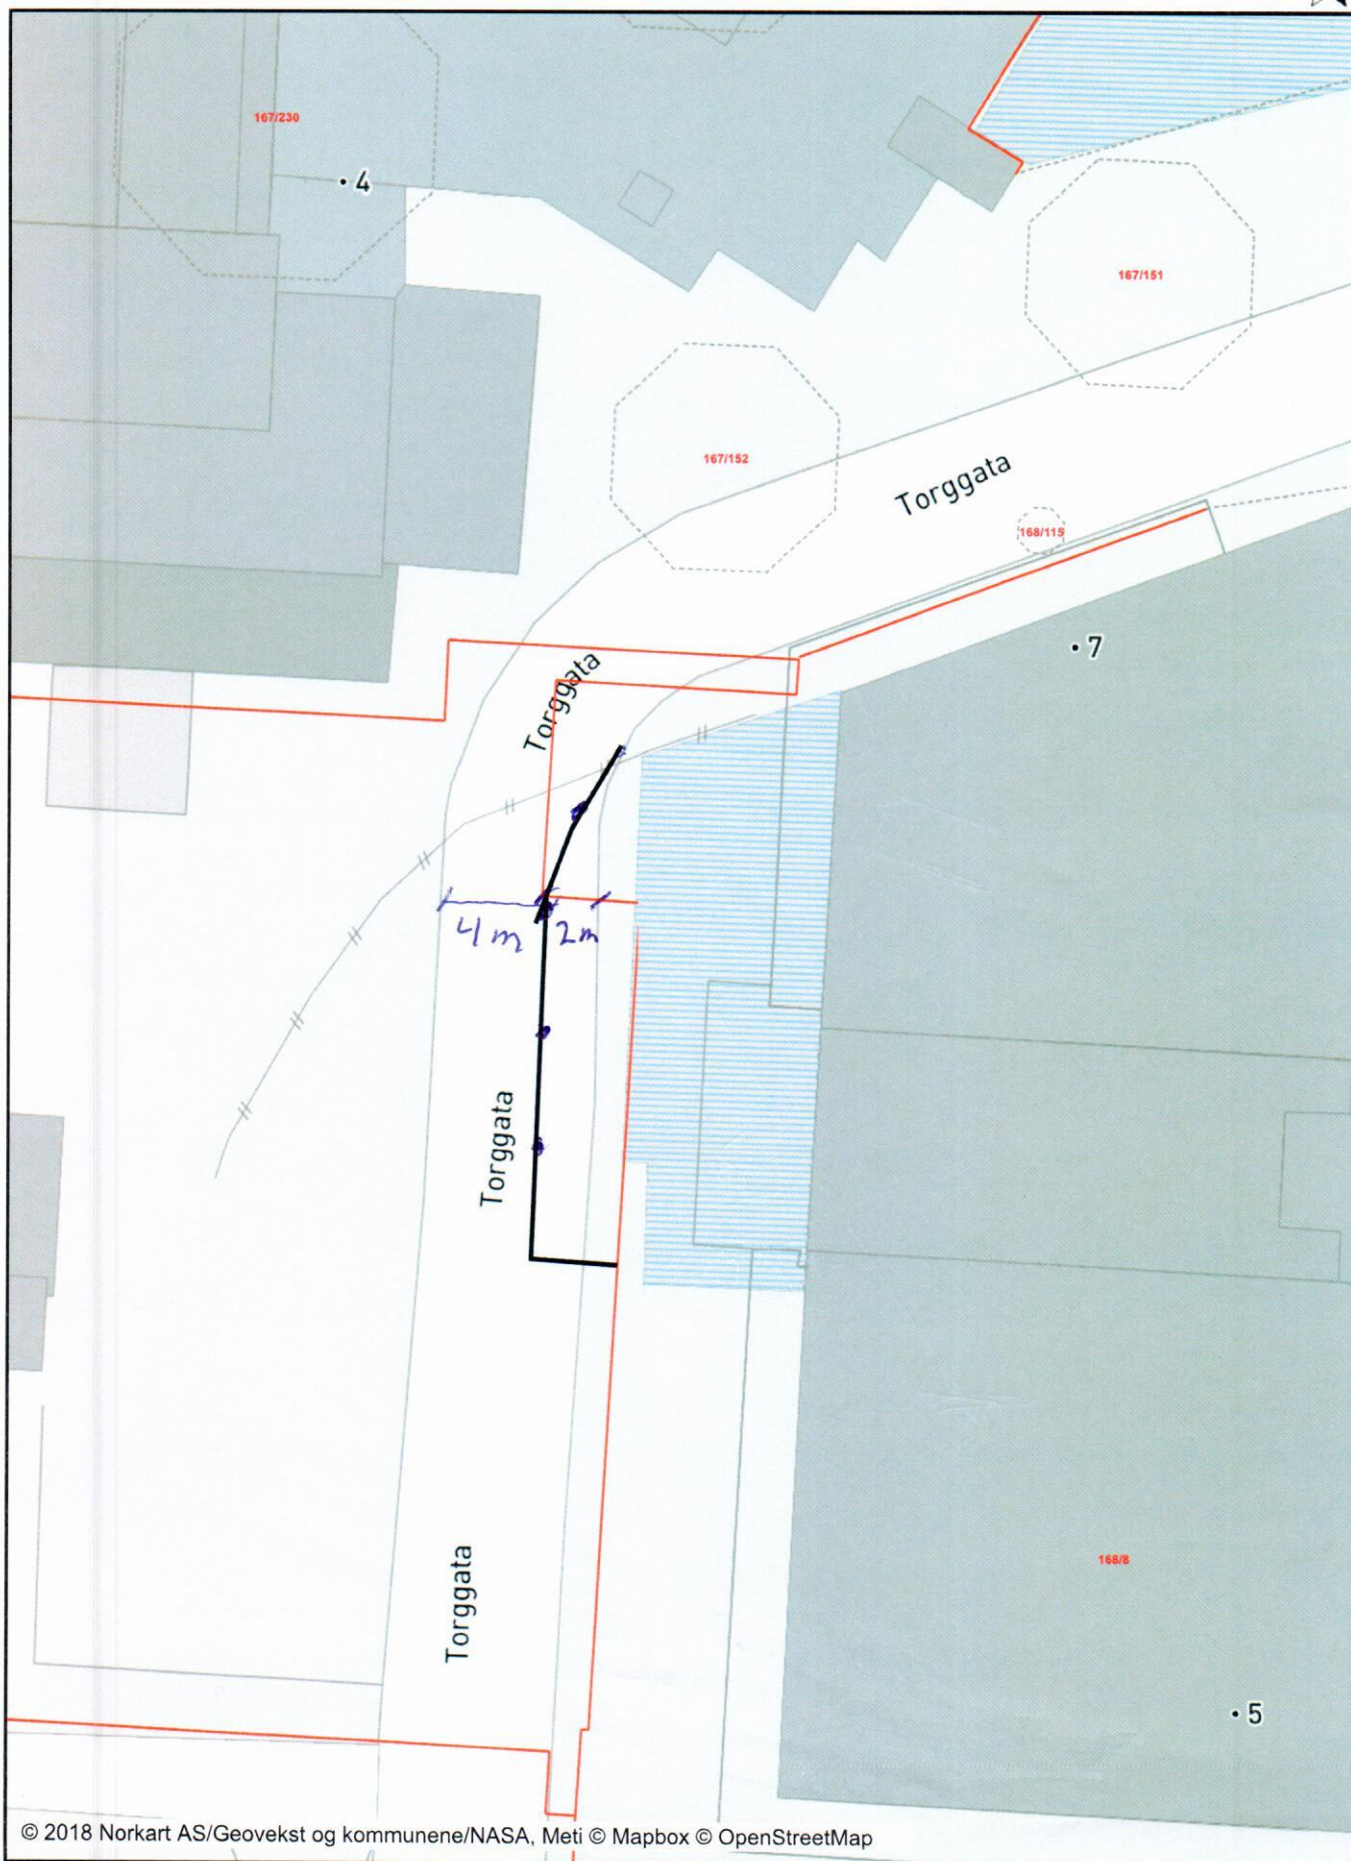 167/230
4
167/151
167/152
Torggata
168/115
7
Torggata
4 m
2m
Torggata
Torggata
168/8
5
© 2018 Norkart AS/Geovekst og kommunene/NASA, Meti © Mapbox © OpenStreetMap